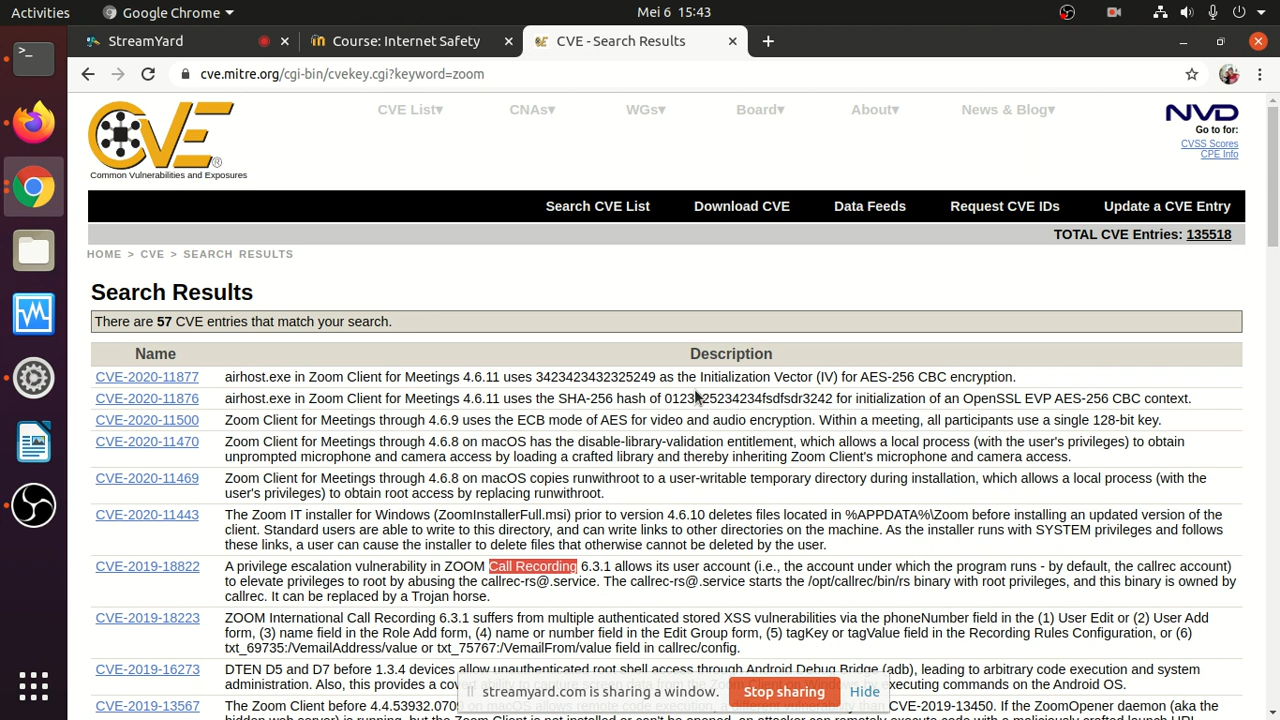 Activities
Google Chrome
Mei 6 15:43
StreamYard
Course: Internet Safety
CVE - Search Results
cve.mitre.org/cgi-bin/cvekey.cgi?keyword=zoom
CVE
Common Vulnerabilities and Exposures
CVE List▾
CNAs▾
WGs▾
Board▾
About▾
News & Blog▾
NVD
Go to for:
CVSS Scores
CPE Info
Search CVE List
Download CVE
Data Feeds
Request CVE IDs
Update a CVE Entry
TOTAL CVE Entries: 135518
HOME > CVE > SEARCH RESULTS
Search Results
There are 57 CVE entries that match your search.
Name Description
CVE-2020-11877 airhost.exe in Zoom Client for Meetings 4.6.11 uses 3423423432325249 as the Initialization Vector (IV) for AES-256 CBC encryption.
CVE-2020-11876 airhost.exe in Zoom Client for Meetings 4.6.11 uses the SHA-256 hash of for initialization of an OpenSSL EVP AES-256 CBC context.
CVE-2020-11500 Zoom Client for Meetings through 4.6.9 uses the ECB mode of AES for video and audio encryption. Within a meeting, all participants use a single 128-bit key.
CVE-2020-11470 Zoom Client for Meetings through 4.6.8 on macOS has the disable-library-validation entitlement, which allows a local process (with the user's privileges) to obtain
unprompted microphone and camera access by loading a crafted library and thereby inheriting Zoom Client's microphone and camera access.
CVE-2020-11469 Zoom Client for Meetings through 4.6.8 on macOS copies runwithroot to a user-writable temporary directory during installation, which allows a local process (with the
user's privileges) to obtain root access by replacing runwithroot.
CVE-2020-11443 The Zoom IT installer for Windows (ZoomInstallerFull.msi) prior to version 4.6.10 deletes files located in %APPDATA%\Zoom before installing an updated version of the
client. Standard users are able to write to this directory, and can write links to other directories on the machine. As the installer runs with SYSTEM privileges and follows
these links, a user can cause the installer to delete files that otherwise cannot be deleted by the user.
CVE-2019-18822 A privilege escalation vulnerability in ZOOM Call Recording 6.3.1 allows its user account (i.e., the account under which the program runs - by default, the callrec account)
to elevate privileges to root by abusing the callrec-rs@.service. The callrec-rs@.service starts the /opt/callrec/bin/rs binary with root privileges, and this binary is owned by
callrec. It can be replaced by a Trojan horse.
CVE-2019-18223 ZOOM International Call Recording 6.3.1 suffers from multiple authenticated stored XSS vulnerabilities via the phoneNumber field in the (1) User Edit or (2) User Add
form, (3) name field in the Role Add form, (4) name or number field in the Edit Group form, (5) tagKey or tagValue field in the Recording Rules Configuration, or (6)
txt_69735:/VemailAddress/value or txt_75767:/VemailFrom/value field in callrec/config.
CVE-2019-16273 DTEN D5 and D7 before 1.3.4 devices allow unauthenticated root shell access through Android Debug Bridge (adb), leading to arbitrary code execution and system
administration. Also, this provides a covert ability to capture screen data from the Zoom Client on Windows by executing commands on the Android OS.
CVE-2019-13567 The Zoom Client before 4.4.53932.0709 on macOS allows remote code execution, a different vulnerability than CVE-2019-13450. If the ZoomOpener daemon (aka the
streamyard.com is sharing a window.
Stop sharing
Hide